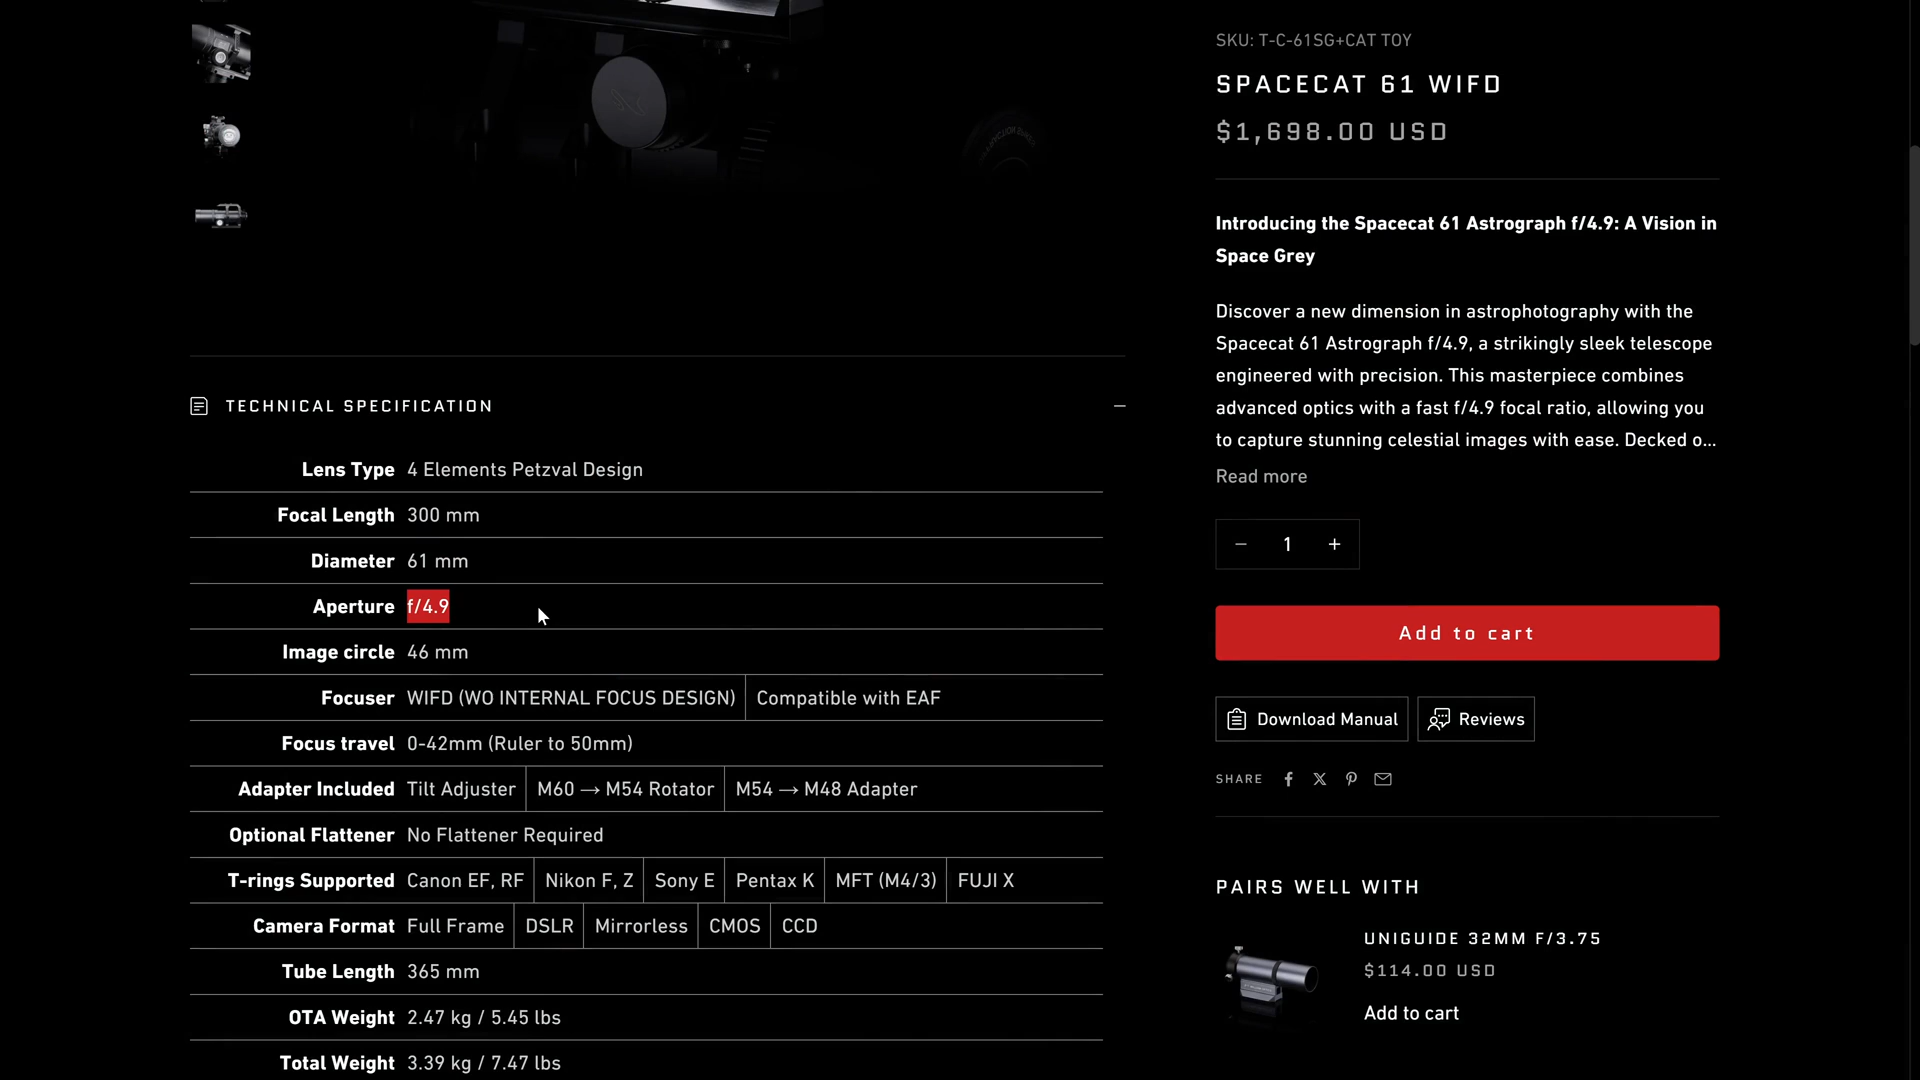 SKU: T-C-61SG+CAT TOY
SPACECAT 61 WIFD
$1,698.00 USD
Introducing the Spacecat 61 Astrograph f/4.9: A Vision in
Space Grey
Discover a new dimension in astrophotography with the
Spacecat 61 Astrograph f/4.9, a strikingly sleek telescope
engineered with precision. This masterpiece combines
advanced optics with a fast f/4.9 focal ratio, allowing you
to capture stunning celestial images with ease. Decked o...
Read more
− 1 +
Add to cart
Download Manual
Reviews
SHARE
PAIRS WELL WITH
UNIGUIDE 32MM F/3.75
$114.00 USD
Add to cart
TECHNICAL SPECIFICATION
Lens Type 4 Elements Petzval Design
Focal Length 300 mm
Diameter 61 mm
Aperture f/4.9
Image circle 46 mm
Focuser WIFD (WO INTERNAL FOCUS DESIGN) Compatible with EAF
Focus travel 0-42mm (Ruler to 50mm)
Adapter Included Tilt Adjuster M60 → M54 Rotator M54 → M48 Adapter
Optional Flattener No Flattener Required
T-rings Supported Canon EF, RF Nikon F, Z Sony E Pentax K MFT (M4/3) FUJI X
Camera Format Full Frame DSLR Mirrorless CMOS CCD
Tube Length 365 mm
OTA Weight 2.47 kg / 5.45 lbs
Total Weight 3.39 kg / 7.47 lbs